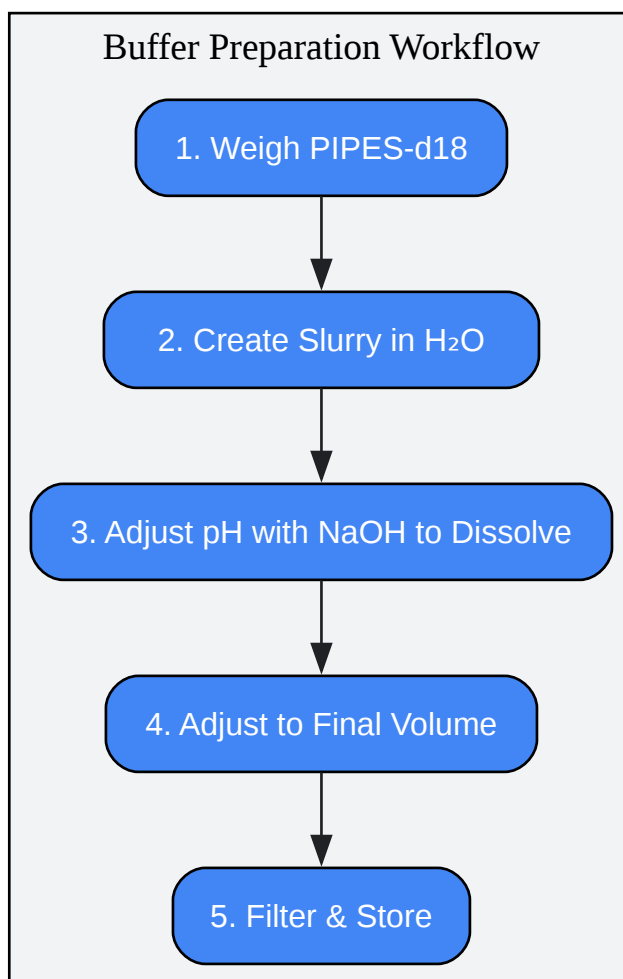 Buffer Preparation Workflow
1. Weigh PIPES-d18
2. Create Slurry in H₂O
3. Adjust pH with NaOH to Dissolve
4. Adjust to Final Volume
5. Filter & Store